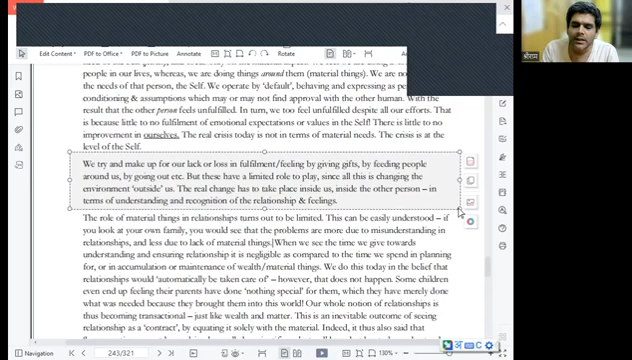 Edit Content
PDF to Office
PDF to Picture
Annotate
Rotate
people in our lives, whereas, we are doing things around them (material things). We are no
the needs of that person, the Self. We operate by 'default', behaving and expressing as pe
conditioning & assumptions which may or may not find approval with the other human. With the
result that the other person feels unfulfilled. In turn, we too feel unfulfilled despite all our efforts. That
is because little to no fulfilment of emotional expectations or values in the Self! There is little to no
improvement in ourselves. The real crisis today is not in terms of material needs. The crisis is at the
level of the Self.
We try and make up for our lack or loss in fulfilment/feeling by giving gifts, by feeding people
around us, by going out etc. But these have a limited role to play, since all this is changing the
environment 'outside' us. The real change has to take place inside us, inside the other person – in
terms of understanding and recognition of the relationship & feelings.
The role of material things in relationships turns out to be limited. This can be easily understood – if
you look at your own family, you would see that the problems are more due to misunderstanding in
relationships, and less due to lack of material things. When we see the time we give towards
understanding and ensuring relationship it is negligible as compared to the time we spend in planning
for, or in accumulation or maintenance of wealth/material things. We do this today in the belief that
relationships would 'automatically be taken care of' – however, that does not happen. Some children
even end up feeling their parents have done 'nothing special' for them, which they have merely done
what was needed because they brought them into this world! Our whole notion of relationships is
thus becoming transactional – just like wealth and matter. This is an inevitable outcome of seeing
relationship as a 'contract', by equating it solely with the material. Indeed, it thus also said that
Navigation
243/321
130%
श्रीराम